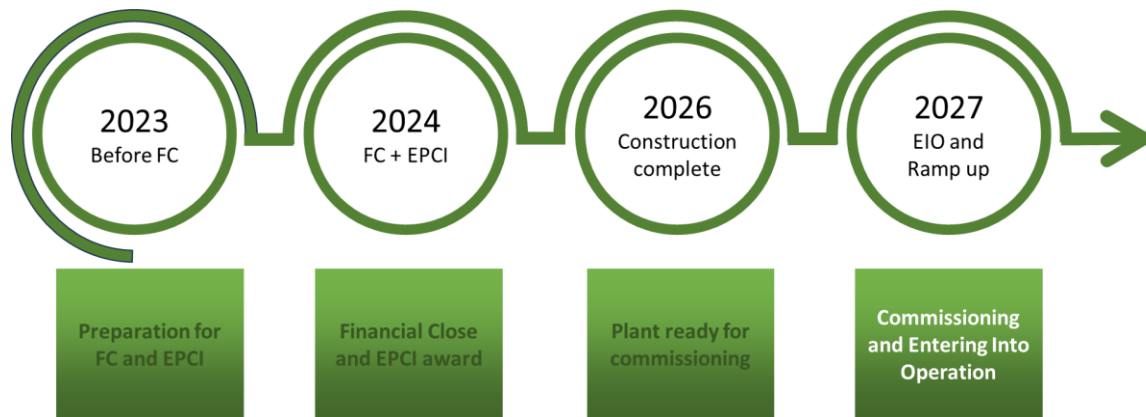 2023
Before FC
2024
FC + EPCI
2026
Construction
complete
2027
EIO and
Ramp up
Preparation for
FC and EPCI
Financial Close
and EPCI award
Plant ready for
commissioning
Commissioning
and Entering Into
Operation